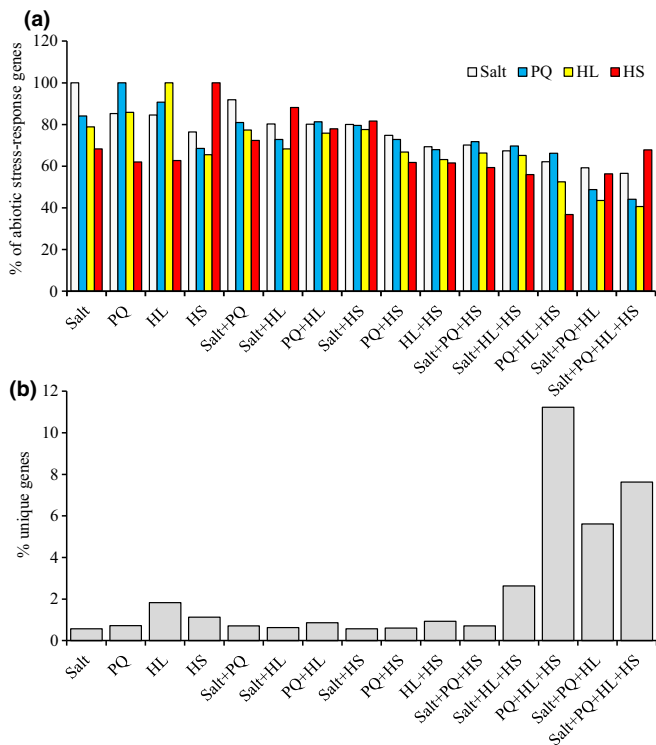 (a)
% of abiotic stress-response genes
120
100
80
60
40
20
0
Salt PQ HL HS
Salt
PQ
HL
HS
Salt+PQ
Salt+HL
PQ+HL
Salt+HS
PQ+HS
HL+HS
Salt+PQ+HS
Salt+HL+HS
PQ+HL+HS
Salt+PQ+HL
Salt+PQ+HL+HS
(b)
% unique genes
12
10
8
6
4
2
0
Salt
PQ
HL
HS
Salt+PQ
Salt+HL
PQ+HL
Salt+HS
PQ+HS
HL+HS
Salt+PQ+HS
Salt+HL+HS
PQ+HL+HS
Salt+PQ+HL
Salt+PQ+HL+HS